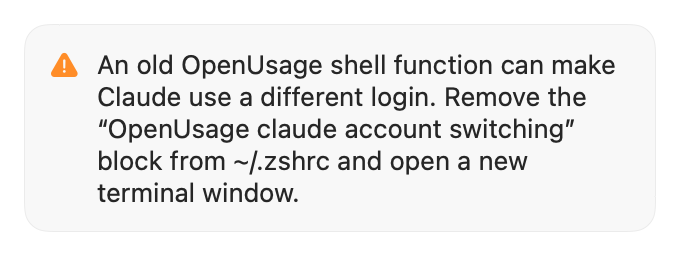 An old OpenUsage shell function can make
Claude use a different login. Remove the
“OpenUsage claude account switching”
block from ~/.zshrc and open a new
terminal window.